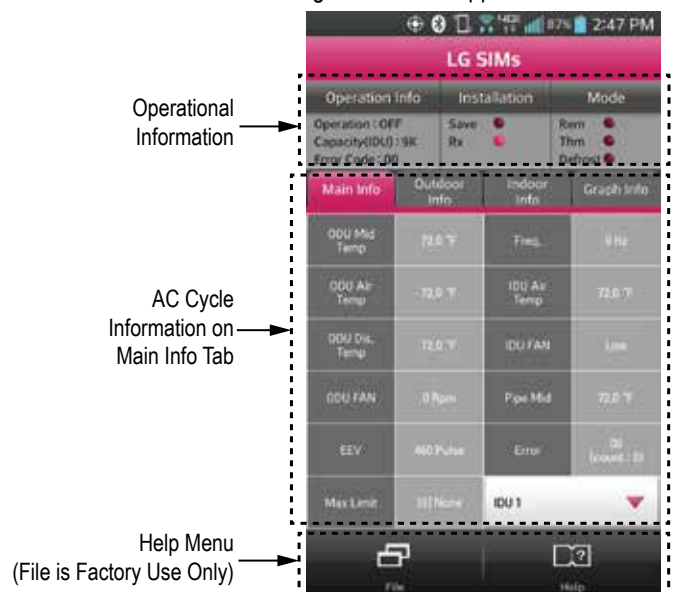 87% 2:47 PM
LG SIMs
Operation Info Installation Mode
Operation : OFF Save Rem
Capacity(IDU) : 9K Rx Thm
Error Code : 00 Defrost
Main Info Outdoor Info Indoor Info Graph Info
ODU Mid Temp 72.0 °F Freq. 0 Hz
ODU Air Temp 72.0 °F IDU Air Temp 72.0 °F
ODU Dis. Temp 72.0 °F IDU FAN Low
ODU FAN 0 Rpm Pipe Mid 72.0 °F
EEV 460 Pulse Error 00 (count : 0)
Max Limit None IDU 1
File Help
Operational
Information
AC Cycle
Information on
Main Info Tab
Help Menu
(File is Factory Use Only)